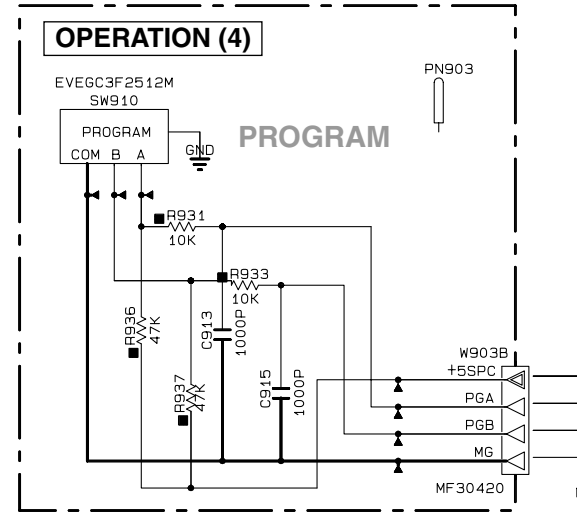 OPERATION (4)
EVEGC3F2512M
SW910
PN903
PROGRAM
PROGRAM
GND
COM B A
R931
10K
R933
10K
R936
47K
C913
1000P
R937
47K
C915
1000P
W903B
+5SPC
PGA
PGB
MG
MF30420